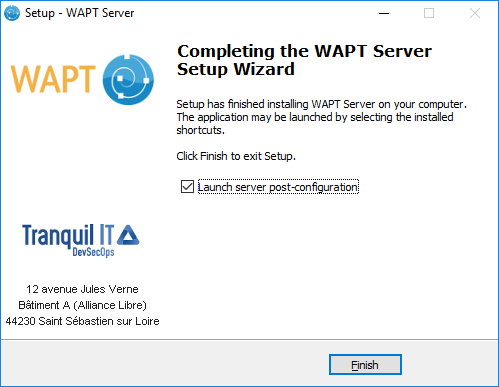 Setup - WAPT Server
WAPT
Completing the WAPT Server
Setup Wizard
Setup has finished installing WAPT Server on your computer.
The application may be launched by selecting the installed
shortcuts.
Click Finish to exit Setup.
Launch server post-configuration
Tranquil IT
DevSecOps
12 avenue Jules Verne
Bâtiment A (Alliance Libre)
44230 Saint Sébastien sur Loire
Finish